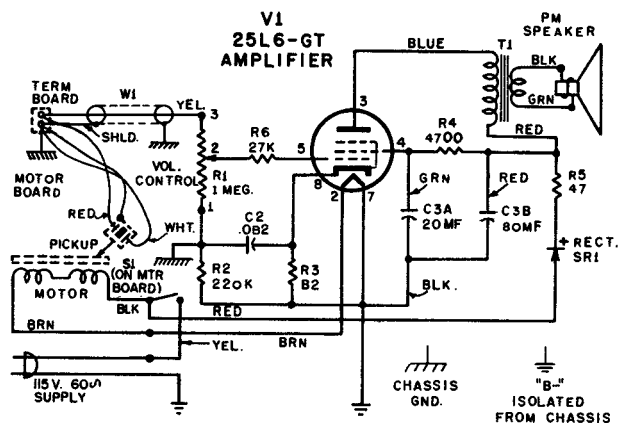 V1
25L6-GT
AMPLIFIER
PM
SPEAKER
BLUE
T1
BLK
GRN
RED
TERM
BOARD
W1
YEL.
3
SHLD.
MOTOR
BOARD
2
VOL.
CONTROL
R1
1 MEG.
1
R6
27K
5
3
4
8
2
7
R4
4700
GRN
RED
R5
47
C3A
20MF
C3B
80MF
+ RECT.
SR1
RED
WHT.
PICKUP
C2
.082
R2
220K
R3
82
BLK.
S1
(ON MTR
BOARD)
MOTOR
BLK
RED
BRN
BRN
YEL.
115V. 60∿
SUPPLY
CHASSIS
GND.
"B-"
ISOLATED
FROM CHASSIS